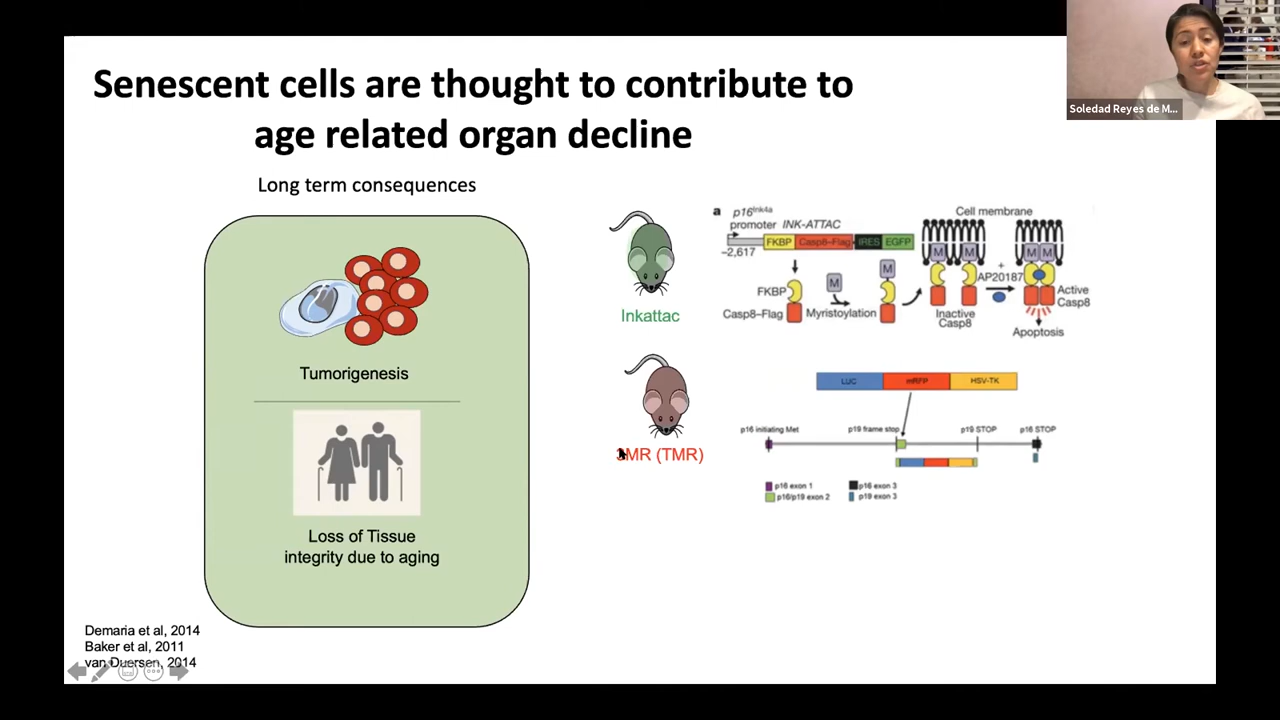 Senescent cells are thought to contribute to
age related organ decline
Soledad Reyes de M...
Long term consequences
Tumorigenesis
Loss of Tissue
integrity due to aging
Inkattac
3MR (TMR)
a
p16Ink4a
promoter INK-ATTAC
FKBP Casp8–Flag IRES EGFP
–2,617
FKBP
Casp8–Flag
M
Myristoylation
M
Cell membrane
M M
M M
+
AP20187
Inactive
Casp8
Active
Casp8
Apoptosis
LUC mRFP HSV-TK
p16 initiating Met
p19 frame stop
p19 STOP
p16 STOP
p16 exon 1
p16/p19 exon 2
p16 exon 3
p19 exon 3
Demaria et al, 2014
Baker et al, 2011
van Duersen, 2014